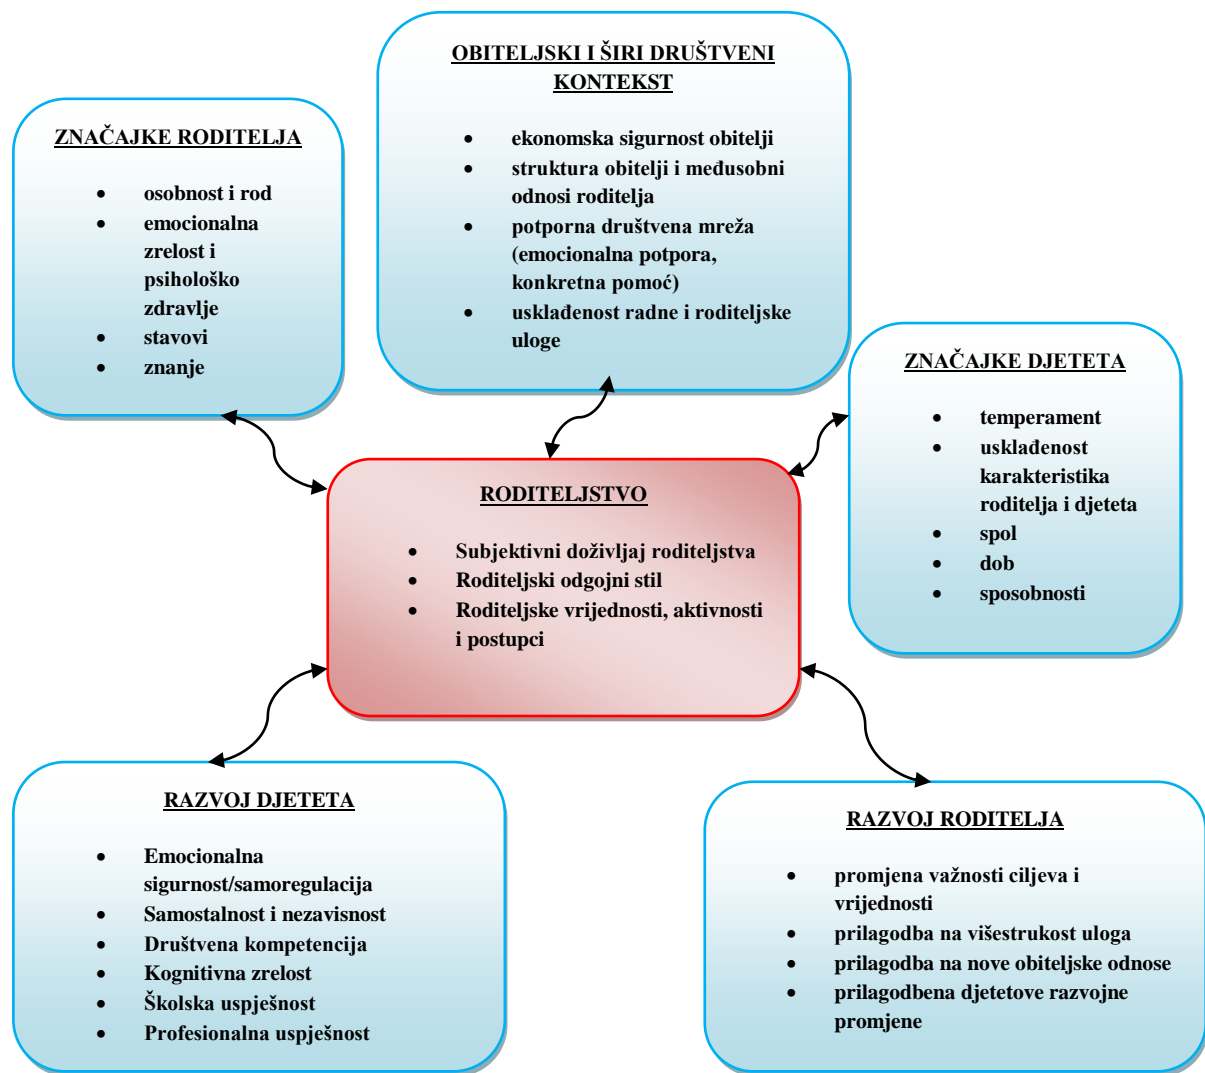 OBITELJSKI I ŠIRI DRUŠTVENI
KONTEKST
• ekonomska sigurnost obitelji
• struktura obitelji i međusobni
odnosi roditelja
• potporna društvena mreža
(emocionalna potpora,
konkretna pomoć)
• usklađenost radne i roditeljske
uloge
ZNAČAJKE RODITELJA
• osobnost i rod
• emocionalna
zrelost i
psihološko
zdravlje
• stavovi
• znanje
ZNAČAJKE DJETETA
• temperament
• usklađenost
karakteristika
roditelja i djeteta
• spol
• dob
• sposobnosti
RODITELJSTVO
• Subjektivni doživljaj roditeljstva
• Roditeljski odgojni stil
• Roditeljske vrijednosti, aktivnosti
i postupci
RAZVOJ DJETETA
• Emocionalna
sigurnost/samoregulacija
• Samostalnost i nezavisnost
• Društvena kompetencija
• Kognitivna zrelost
• Školska uspješnost
• Profesionalna uspješnost
RAZVOJ RODITELJA
• promjena važnosti ciljeva i
vrijednosti
• prilagodba na višestrukost uloga
• prilagodba na nove obiteljske odnose
• prilagodbena djetetove razvojne
promjene